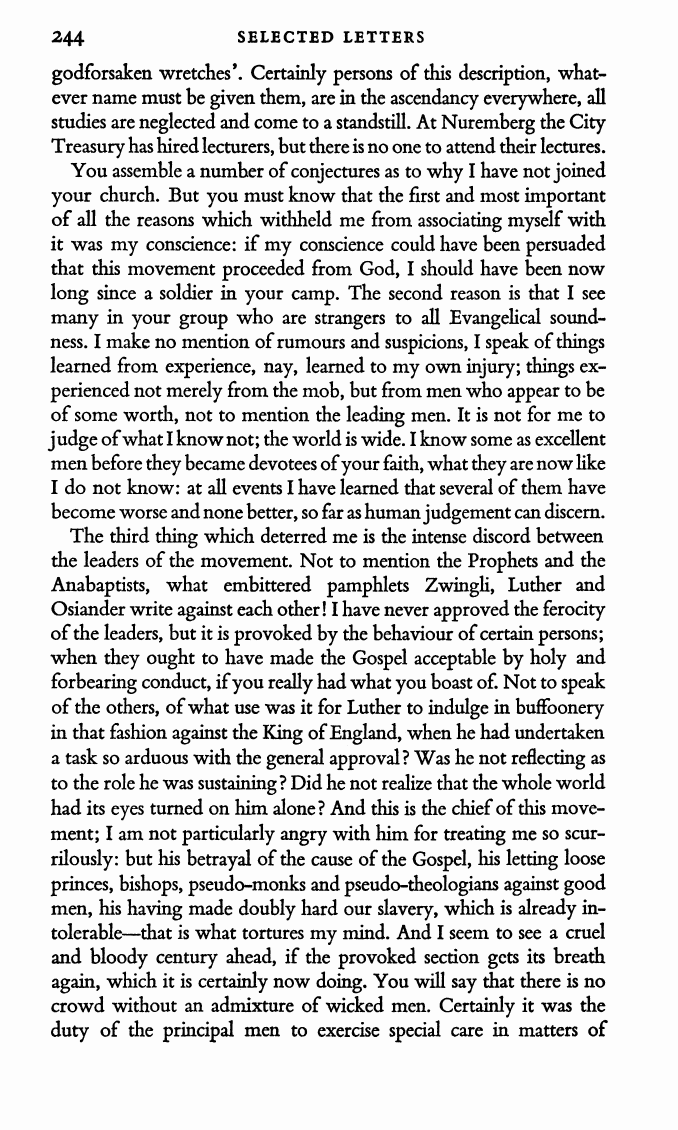 244 SELECTED LETTERS
godforsaken wretches'. Certainly persons of this description, what-
ever name must be given them, are in the ascendancy everywhere, all
studies are neglected and come to a standstill. At Nuremberg the City
Treasury has hired lecturers, but there is no one to attend their lectures.
You assemble a number of conjectures as to why I have not joined
your church. But you must know that the first and most important
of all the reasons which withheld me from associating myself with
it was my conscience: if my conscience could have been persuaded
that this movement proceeded from God, I should have been now
long since a soldier in your camp. The second reason is that I see
many in your group who are strangers to all Evangelical sound-
ness. I make no mention of rumours and suspicions, I speak of things
learned from experience, nay, learned to my own injury; things ex-
perienced not merely from the mob, but from men who appear to be
of some worth, not to mention the leading men. It is not for me to
judge of what I know not; the world is wide. I know some as excellent
men before they became devotees of your faith, what they are now like
I do not know: at all events I have learned that several of them have
become worse and none better, so far as human judgement can discern.
The third thing which deterred me is the intense discord between
the leaders of the movement. Not to mention the Prophets and the
Anabaptists, what embittered pamphlets Zwingli, Luther and
Osiander write against each other! I have never approved the ferocity
of the leaders, but it is provoked by the behaviour of certain persons;
when they ought to have made the Gospel acceptable by holy and
forbearing conduct, if you really had what you boast of. Not to speak
of the others, of what use was it for Luther to indulge in buffoonery
in that fashion against the King of England, when he had undertaken
a task so arduous with the general approval? Was he not reflecting as
to the role he was sustaining? Did he not realize that the whole world
had its eyes turned on him alone? And this is the chief of this move-
ment; I am not particularly angry with him for treating me so scur-
rilously: but his betrayal of the cause of the Gospel, his letting loose
princes, bishops, pseudo-monks and pseudo-theologians against good
men, his having made doubly hard our slavery, which is already in-
tolerable—that is what tortures my mind. And I seem to see a cruel
and bloody century ahead, if the provoked section gets its breath
again, which it is certainly now doing. You will say that there is no
crowd without an admixture of wicked men. Certainly it was the
duty of the principal men to exercise special care in matters of